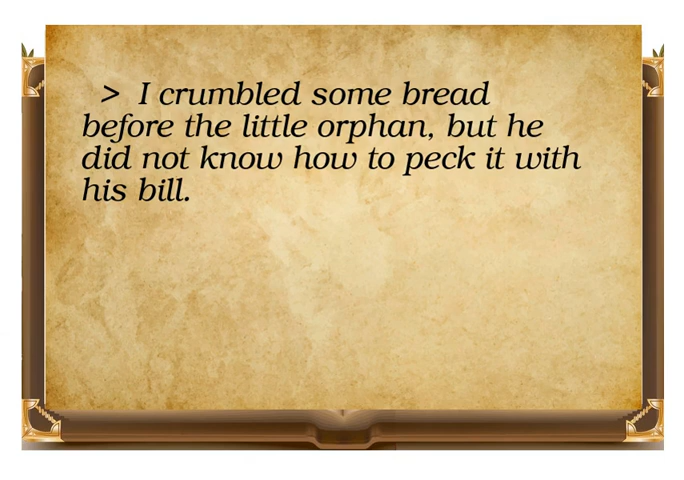 > I crumbled some bread
before the little orphan, but he
did not know how to peck it with
his bill.